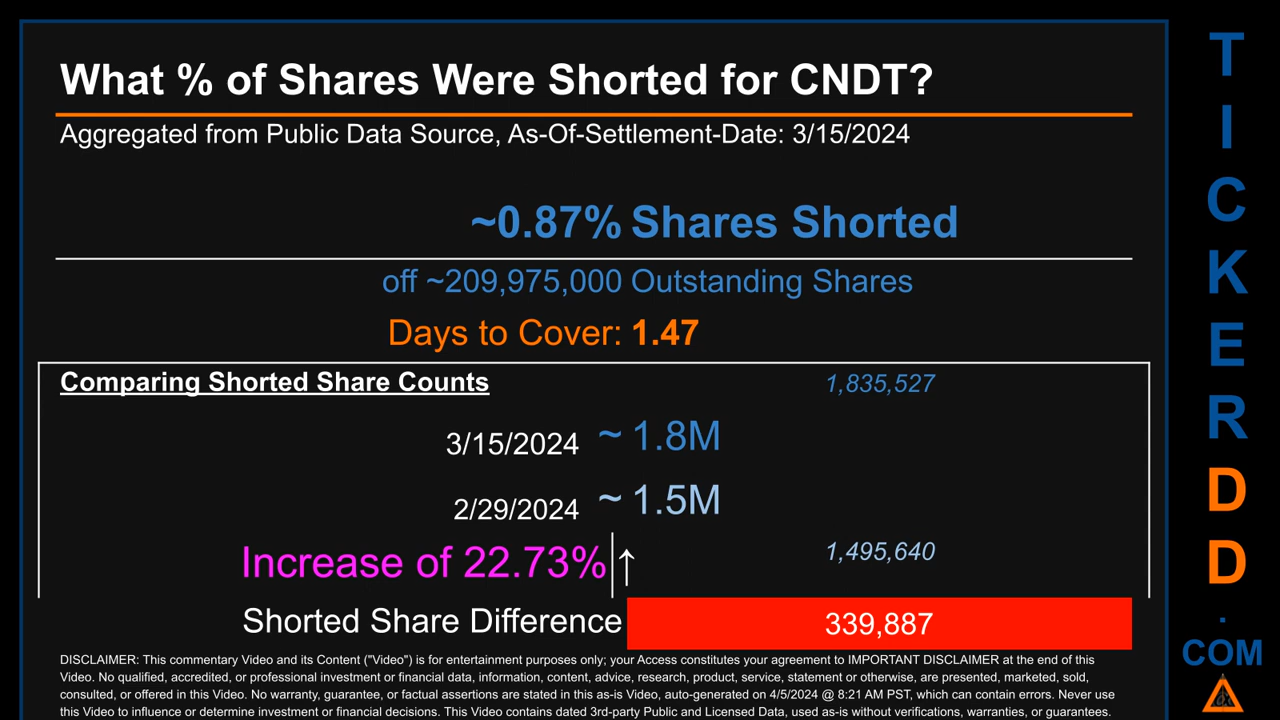 What % of Shares Were Shorted for CNDT?
Aggregated from Public Data Source, As-Of-Settlement-Date: 3/15/2024
~0.87% Shares Shorted
off ~209,975,000 Outstanding Shares
Days to Cover: 1.47
Comparing Shorted Share Counts
1,835,527
3/15/2024 ~ 1.8M
2/29/2024 ~ 1.5M
Increase of 22.73% ↑
1,495,640
Shorted Share Difference 339,887
DISCLAIMER: This commentary Video and its Content ("Video") is for entertainment purposes only; your Access constitutes your agreement to IMPORTANT DISCLAIMER at the end of this
Video. No qualified, accredited, or professional investment or financial data, information, content, advice, research, product, service, statement or otherwise, are presented, marketed, sold,
consulted, or offered in this Video. No warranty, guarantee, or factual assertions are stated in this as-is Video, auto-generated on 4/5/2024 @ 8:21 AM PST, which can contain errors. Never use
this Video to influence or determine investment or financial decisions. This Video contains dated 3rd-party Public and Licensed Data, used as-is without verifications, warranties, or guarantees.
T
I
C
K
E
R
D
D
.
COM